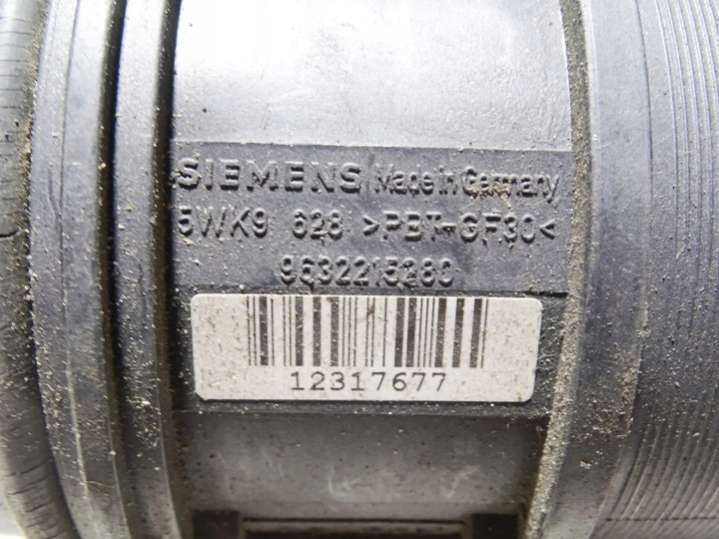 SIEMENS Made in Germany
5WK9 628 >PBT-GF30<
9632215280
12317677